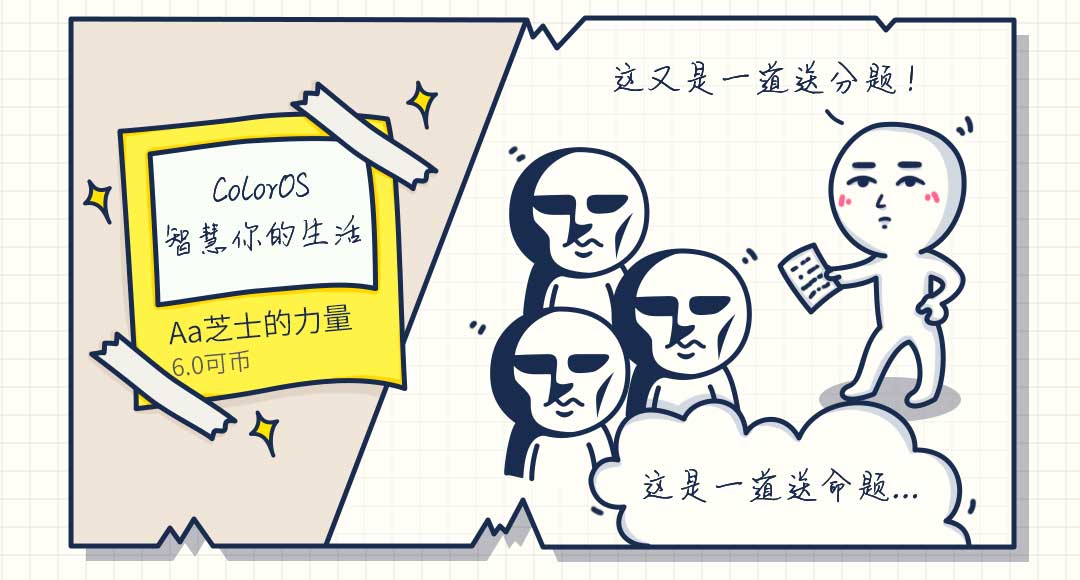 ColorOS
智慧你的生活
Aa芝士的力量
6.0可币
这又是一道送分题！
这是一道送命题...